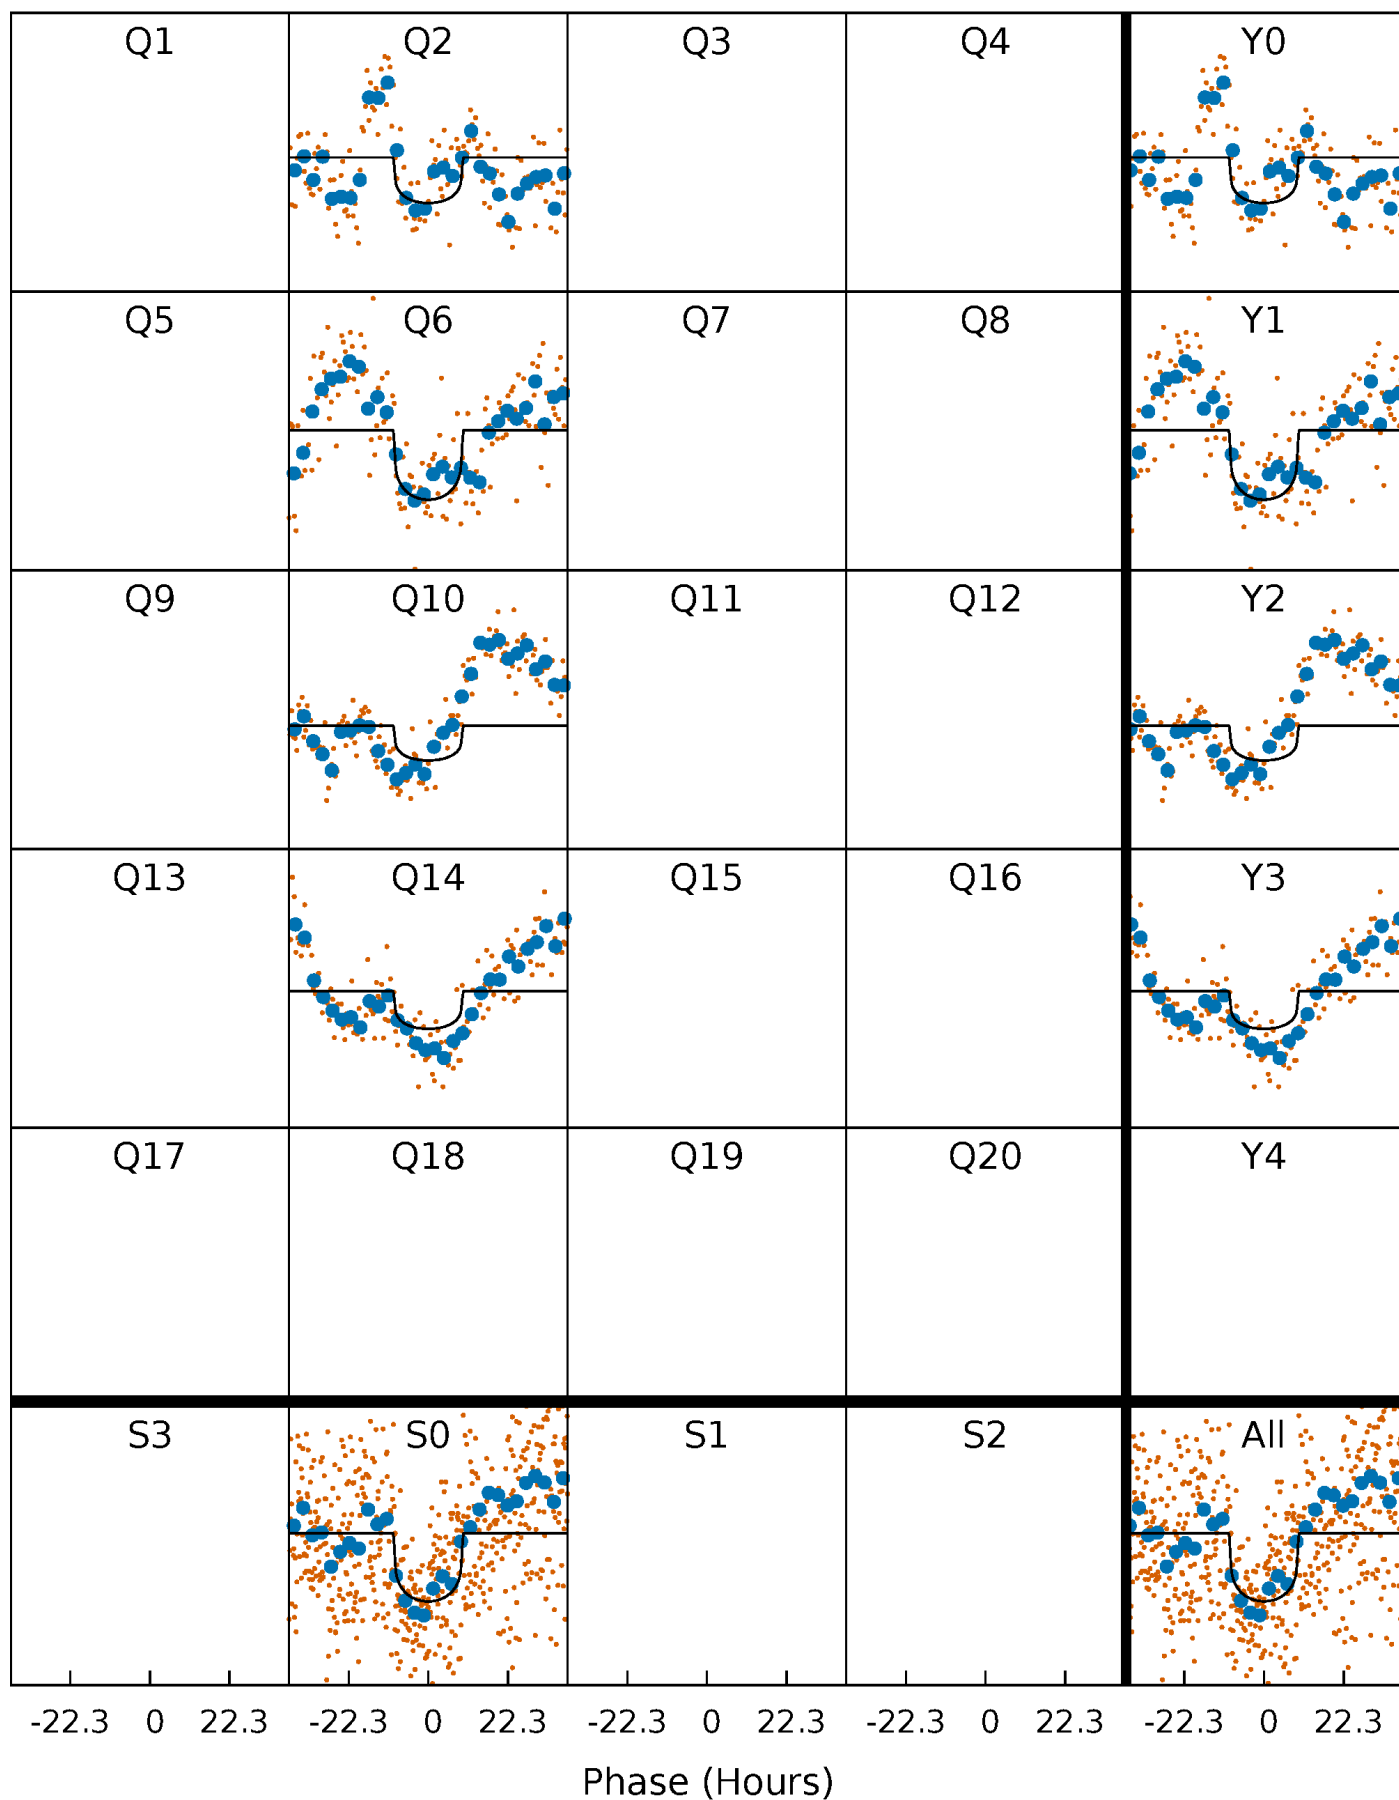 Q1 Q2 Q3 Q4 Y0
Q5 Q6 Q7 Q8 Y1
Q9 Q10 Q11 Q12 Y2
Q13 Q14 Q15 Q16 Y3
Q17 Q18 Q19 Q20 Y4
S3 S0 S1 S2 All
-22.3 0 22.3 -22.3 0 22.3 -22.3 0 22.3 -22.3 0 22.3 -22.3 0 22.3
Phase (Hours)